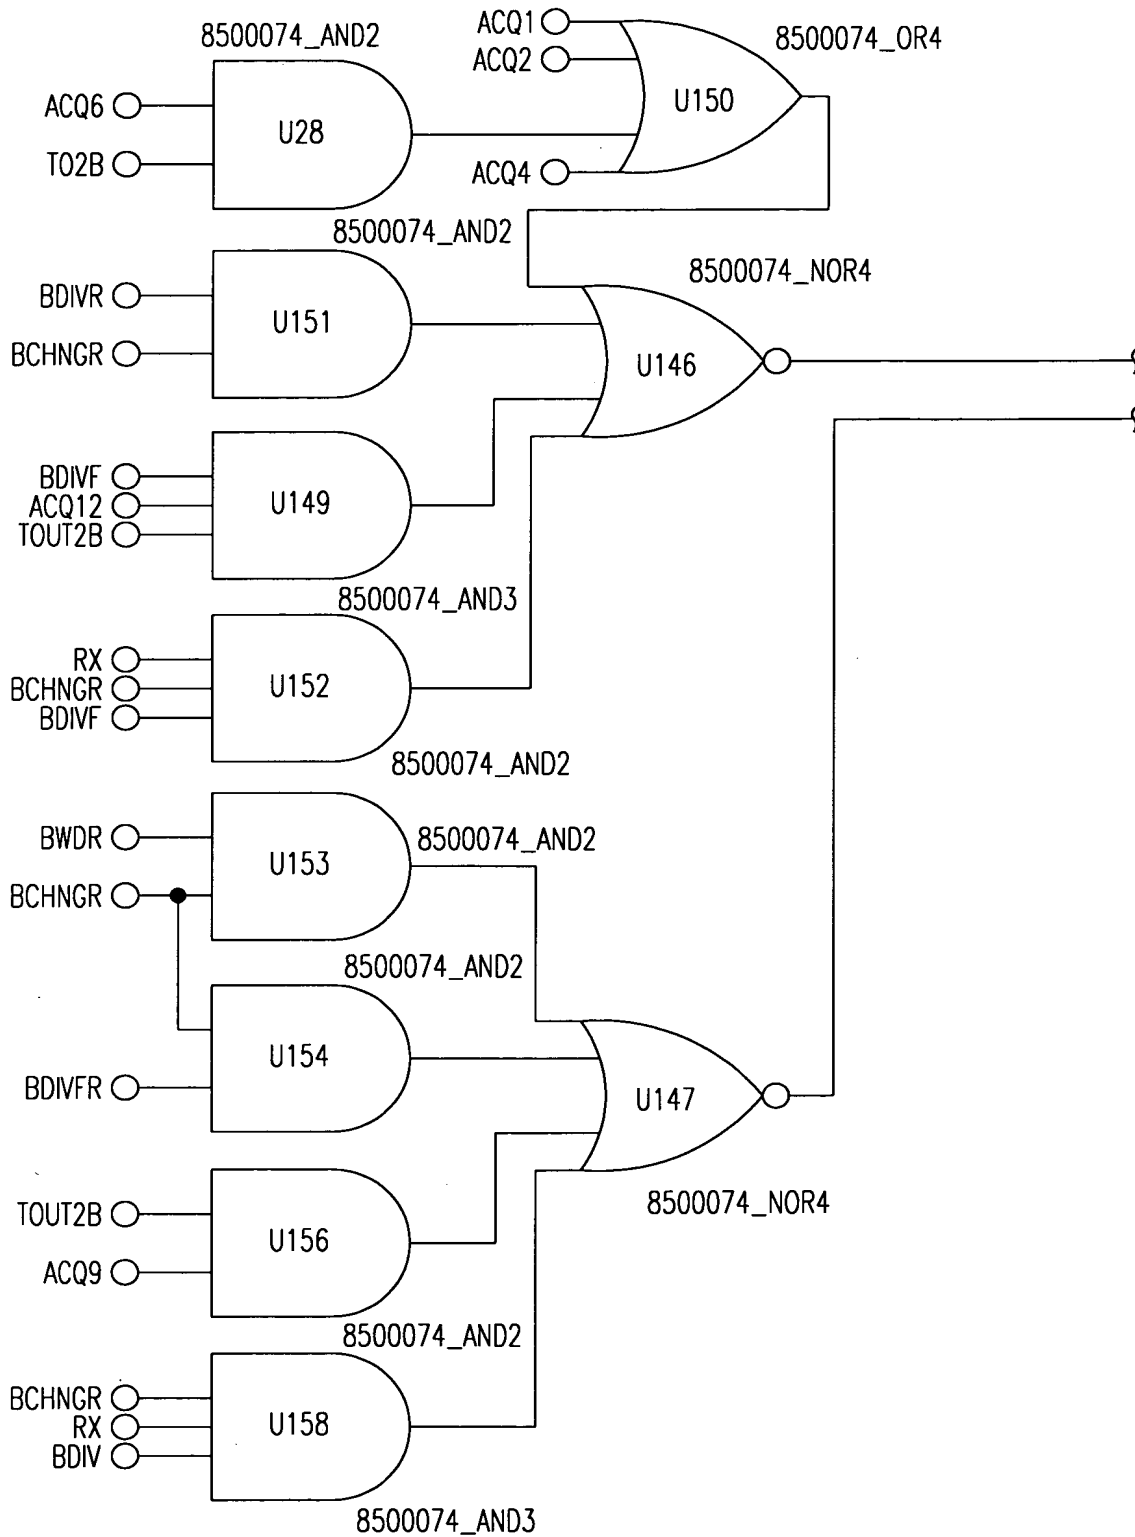 ACQ1
8500074_AND2
8500074_OR4
ACQ2
ACQ6
U28
U150
TO2B
ACQ4
8500074_AND2
8500074_NOR4
BDIVR
U151
BCHNGR
U146
BDIVF
ACQ12
TOUT2B
U149
8500074_AND3
RX
BCHNGR
BDIVF
U152
8500074_AND2
BWDR
8500074_AND2
U153
BCHNGR
8500074_AND2
U154
BDIVFR
U147
TOUT2B
8500074_NOR4
U156
ACQ9
8500074_AND2
BCHNGR
RX
BDIV
U158
8500074_AND3